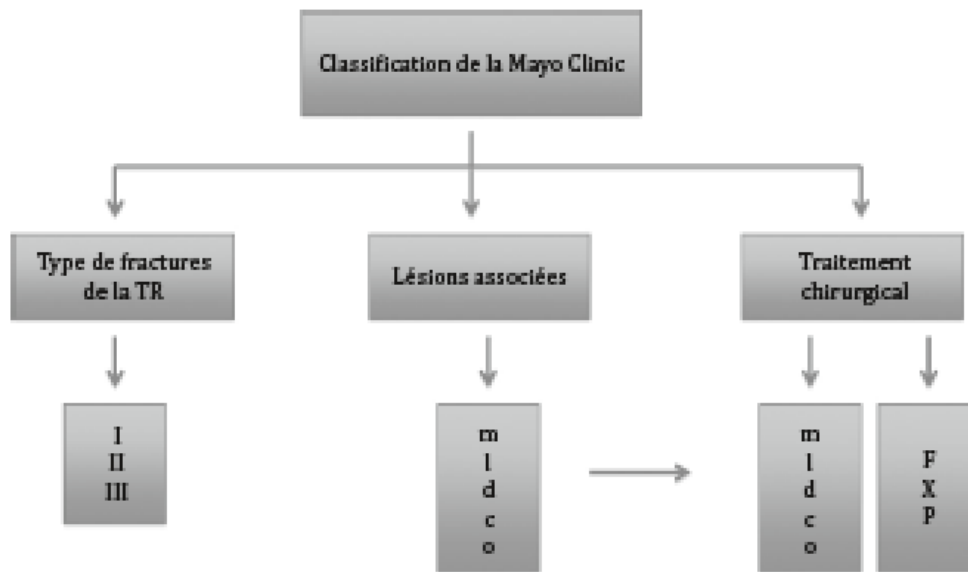 Classification de la Mayo Clinic
Type de fractures
de la TR
Lésions associées
Traitement
chirurgical
I
II
III
m
l
d
c
o
m
l
d
c
o
F
X
P